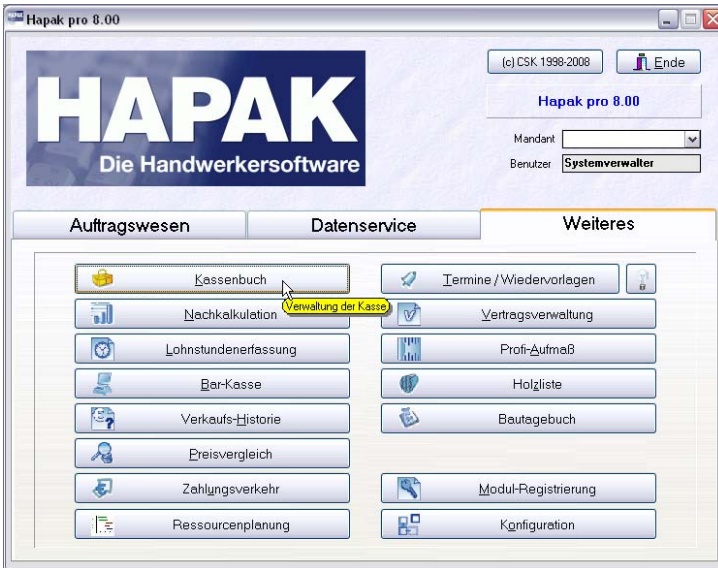 Hapak pro 8.00
(c) CSK 1998-2008
Ende
HAPAK
Die Handwerkersoftware
Hapak pro 8.00
Mandant
Benutzer Systemverwalter
Auftragswesen Datenservice Weiteres
Kassenbuch Termine / Wiedervorlagen
Verwaltung der Kasse
Nachkalkulation Vertragsverwaltung
Lohnstundenerfassung Profi-Aufmaß
Bar-Kasse Holzliste
Verkaufs-Historie Bautagebuch
Preisvergleich
Zahlungsverkehr Modul-Registrierung
Ressourcenplanung Konfiguration